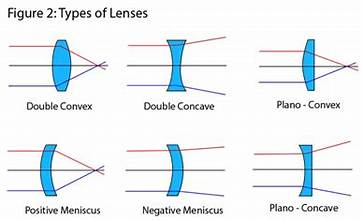 Figure 2: Types of Lenses
Double Convex
Double Concave
Plano - Convex
Positive Meniscus
Negative Meniscus
Plano - Concave